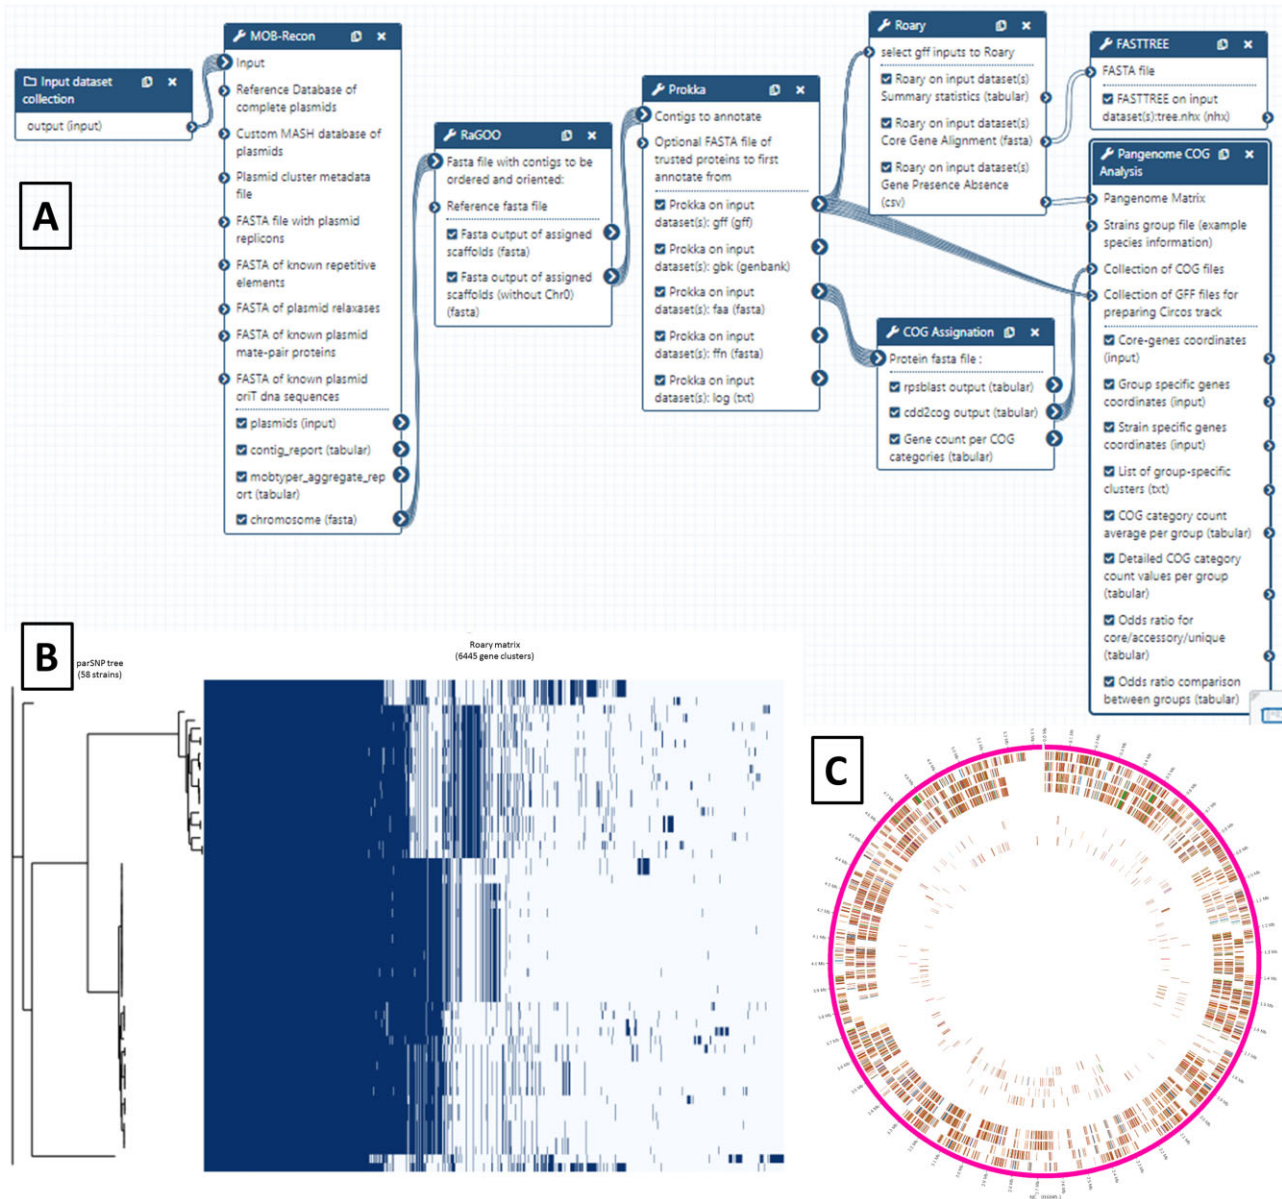 Input dataset
collection
output (input)
MOB-Recon
Input
Reference Database of
complete plasmids
Custom MASH database of
plasmids
Plasmid cluster metadata
file
FASTA file with plasmid
replicons
FASTA of known repetitive
elements
FASTA of plasmid relaxases
FASTA of known plasmid
mate-pair proteins
FASTA of known plasmid
oriT dna sequences
plasmids (input)
contig_report (tabular)
mobtyper_aggregate_rep
ort (tabular)
chromosome (fasta)
RaGOO
Fasta file with contigs to be
ordered and oriented:
Reference fasta file
Fasta output of assigned
scaffolds (fasta)
Fasta output of assigned
scaffolds (without Chr0)
(fasta)
Prokka
Contigs to annotate
Optional FASTA file of
trusted proteins to first
annotate from
Prokka on input
dataset(s): gff (gff)
Prokka on input
dataset(s): gbk (genbank)
Prokka on input
dataset(s): faa (fasta)
Prokka on input
dataset(s): ffn (fasta)
Prokka on input
dataset(s): log (txt)
Roary
select gff inputs to Roary
Roary on input dataset(s)
Summary statistics (tabular)
Roary on input dataset(s)
Core Gene Alignment (fasta)
Roary on input dataset(s)
Gene Presence Absence
(csv)
COG Assignation
Protein fasta file :
rpsblast output (tabular)
cdd2cog output (tabular)
Gene count per COG
categories (tabular)
FASTTREE
FASTA file
FASTTREE on input
dataset(s):tree.nhx (nhx)
Pangenome COG
Analysis
Pangenome Matrix
Strains group file (example
species information)
Collection of COG files
Collection of GFF files for
preparing Circos track
Core-genes coordinates
(input)
Group specific genes
coordinates (input)
Strain specific genes
coordinates (input)
List of group-specific
clusters (txt)
COG category count
average per group (tabular)
Detailed COG category
count values per group
(tabular)
Odds ratio for
core/accessory/unique
(tabular)
Odds ratio comparison
between groups (tabular)
A
B
parSNP tree
(58 strains)
Roary matrix
(6445 gene clusters)
C